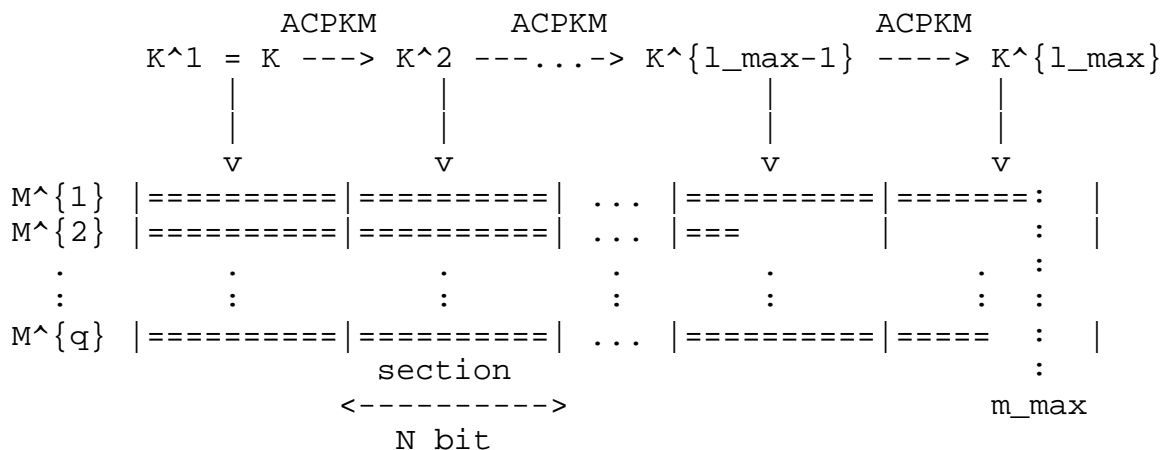 ACPKM           ACPKM                  ACPKM
          K^1 = K ---> K^2 ---...-> K^{l_max-1} ----> K^{l_max}
              |          |                |           |
              |          |                |           |
              v          v                v           v
M^{1} |==========|==========| ... |==========|=======:  |
M^{2} |==========|==========| ... |===       |       :  |
  .        .          .        .       .          .  :
  :        :          :        :       :          :  :
M^{q} |==========|==========| ... |==========|=====  :  |
                   section                           :
                 <---------->                      m_max
                    N bit